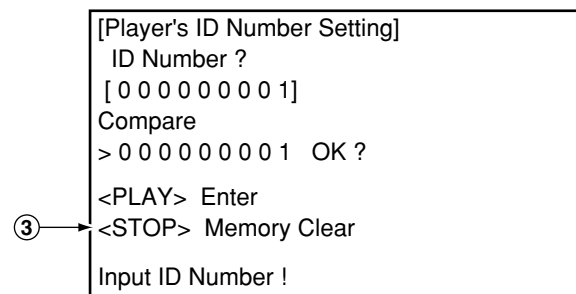 [Player's ID Number Setting]
ID Number ?
[ 0 0 0 0 0 0 0 0 1]
Compare
> 0 0 0 0 0 0 0 0 1 OK ?
<PLAY> Enter
③ <STOP> Memory Clear
Input ID Number !